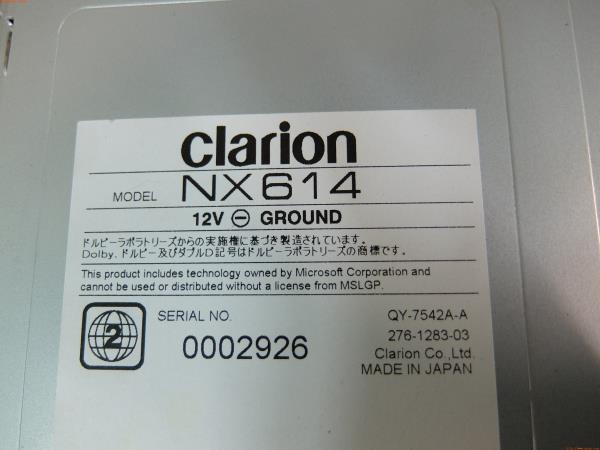 clarion
MODEL NX614
12V ⊖ GROUND
ドルビーラボラトリーズからの実施権に基づき製造されています。
Dolby、ドルビー及びダブルD記号はドルビーラボラトリーズの商標です。
This product includes technology owned by Microsoft Corporation and
cannot be used or distributed without a license from MSLGP.
2
SERIAL NO.
0002926
QY-7542A-A
276-1283-03
Clarion Co.,Ltd.
MADE IN JAPAN